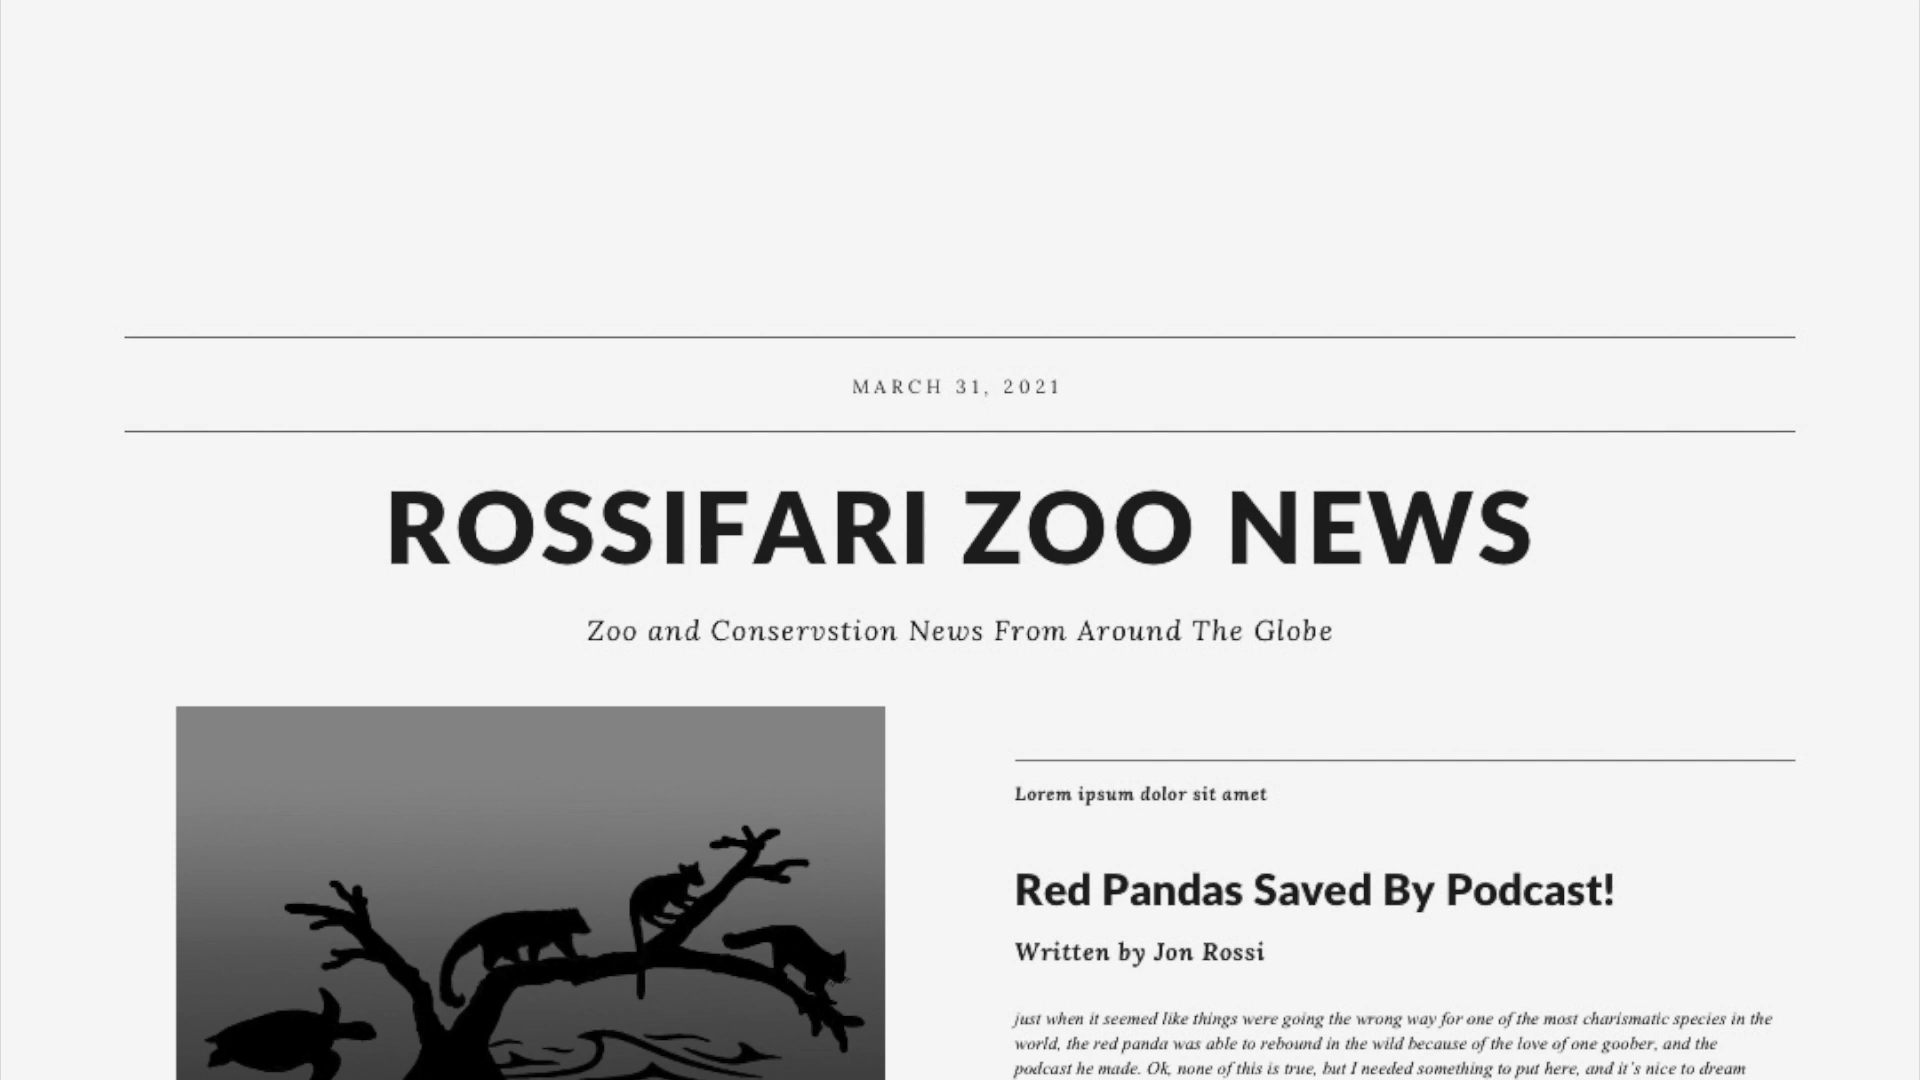 MARCH 31, 2021
ROSSIFARI ZOO NEWS
Zoo and Conservstion News From Around The Globe
Lorem ipsum dolor sit amet
Red Pandas Saved By Podcast!
Written by Jon Rossi
just when it seemed like things were going the wrong way for one of the most charismatic species in the
world, the red panda was able to rebound in the wild because of the love of one goober, and the
podcast he made. Ok, none of this is true, but I needed something to put here, and it's nice to dream